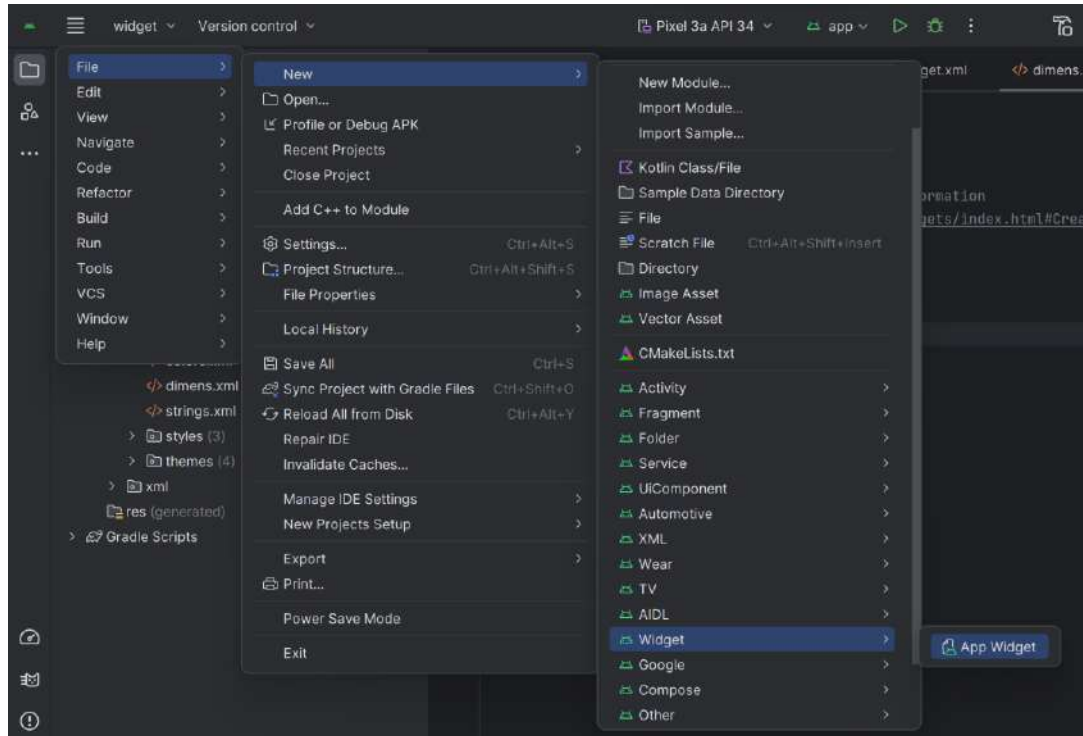 widget Version control Pixel 3a API 34 app
File
Edit
View
Navigate
Code
Refactor
Build
Run
Tools
VCS
Window
Help
dimens.xml
strings.xml
styles (3)
themes (4)
xml
res (generated)
Gradle Scripts
New
Open...
Profile or Debug APK
Recent Projects
Close Project
Add C++ to Module
Settings... Ctrl+Alt+S
Project Structure... Ctrl+Alt+Shift+S
File Properties
Local History
Save All Ctrl+S
Sync Project with Gradle Files Ctrl+Shift+O
Reload All from Disk Ctrl+Alt+Y
Repair IDE
Invalidate Caches...
Manage IDE Settings
New Projects Setup
Export
Print...
Power Save Mode
Exit
New Module...
Import Module...
Import Sample...
Kotlin Class/File
Sample Data Directory
File
Scratch File Ctrl+Alt+Shift+Insert
Directory
Image Asset
Vector Asset
CMakeLists.txt
Activity
Fragment
Folder
Service
UiComponent
Automotive
XML
Wear
TV
AIDL
Widget
Google
Compose
Other
App Widget
get.xml dimens.
ormation
gets/index.html#Crea